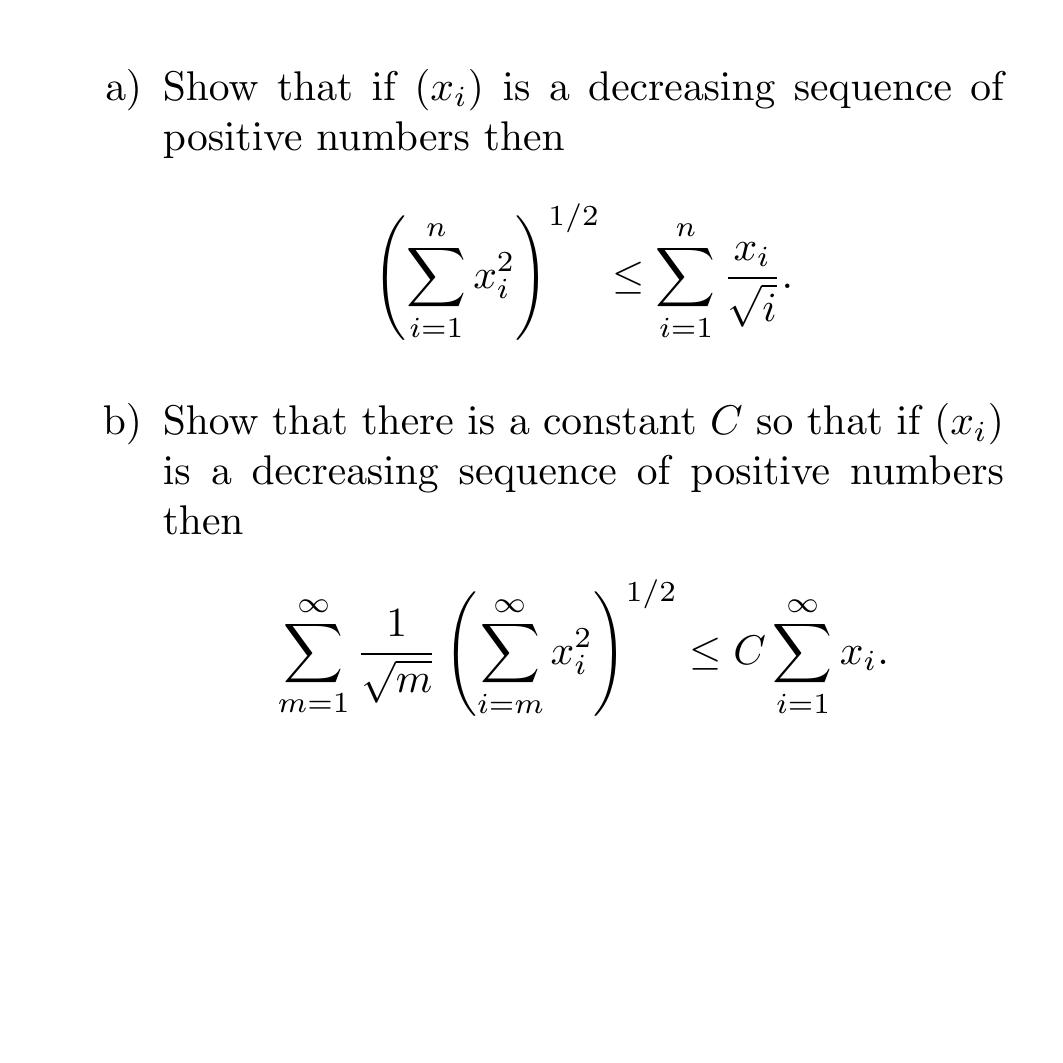 a) Show that if (x_i) is a decreasing sequence of
positive numbers then
$$\left(\sum_{i=1}^{n} x_i^2\right)^{1/2} \leq \sum_{i=1}^{n} \frac{x_i}{\sqrt{i}}.$$
b) Show that there is a constant C so that if (x_i)
is a decreasing sequence of positive numbers
then
$$\sum_{m=1}^{\infty} \frac{1}{\sqrt{m}} \left(\sum_{i=m}^{\infty} x_i^2\right)^{1/2} \leq C \sum_{i=1}^{\infty} x_i.$$